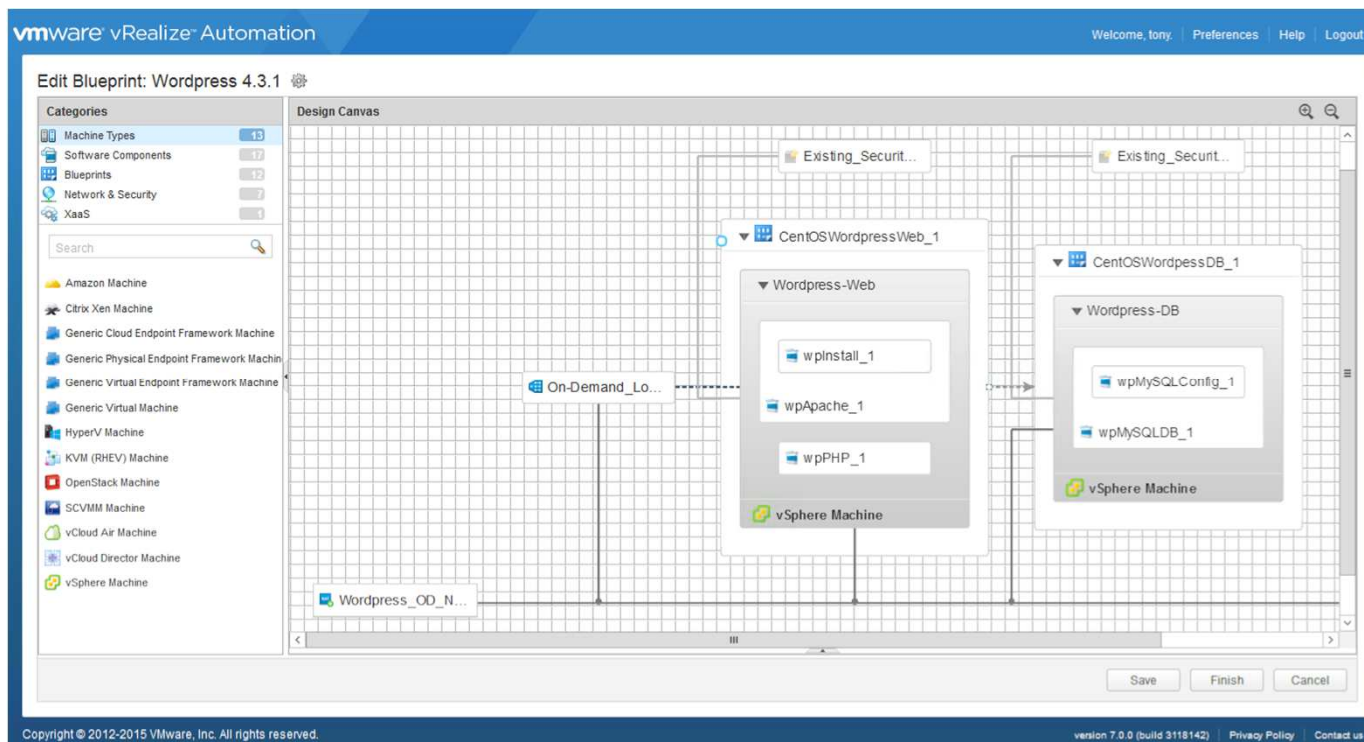 vmware vRealize Automation
Welcome, tony. Preferences Help Logout
Edit Blueprint: Wordpress 4.3.1
Categories
Machine Types 13
Software Components 17
Blueprints 12
Network & Security 7
XaaS 1
Search
Amazon Machine
Citrix Xen Machine
Generic Cloud Endpoint Framework Machine
Generic Physical Endpoint Framework Machin
Generic Virtual Endpoint Framework Machine
Generic Virtual Machine
HyperV Machine
KVM (RHEV) Machine
OpenStack Machine
SCVMM Machine
vCloud Air Machine
vCloud Director Machine
vSphere Machine
Design Canvas
Existing_Securit...
Existing_Securit...
CentOSWordpressWeb_1
Wordpress-Web
wpInstall_1
wpApache_1
wpPHP_1
vSphere Machine
CentOSWordpessDB_1
Wordpress-DB
wpMySQLConfig_1
wpMySQLDB_1
vSphere Machine
On-Demand_Lo...
Wordpress_OD_N...
Save Finish Cancel
Copyright © 2012-2015 VMware, Inc. All rights reserved.
version 7.0.0 (build 3118142) Privacy Policy Contact us